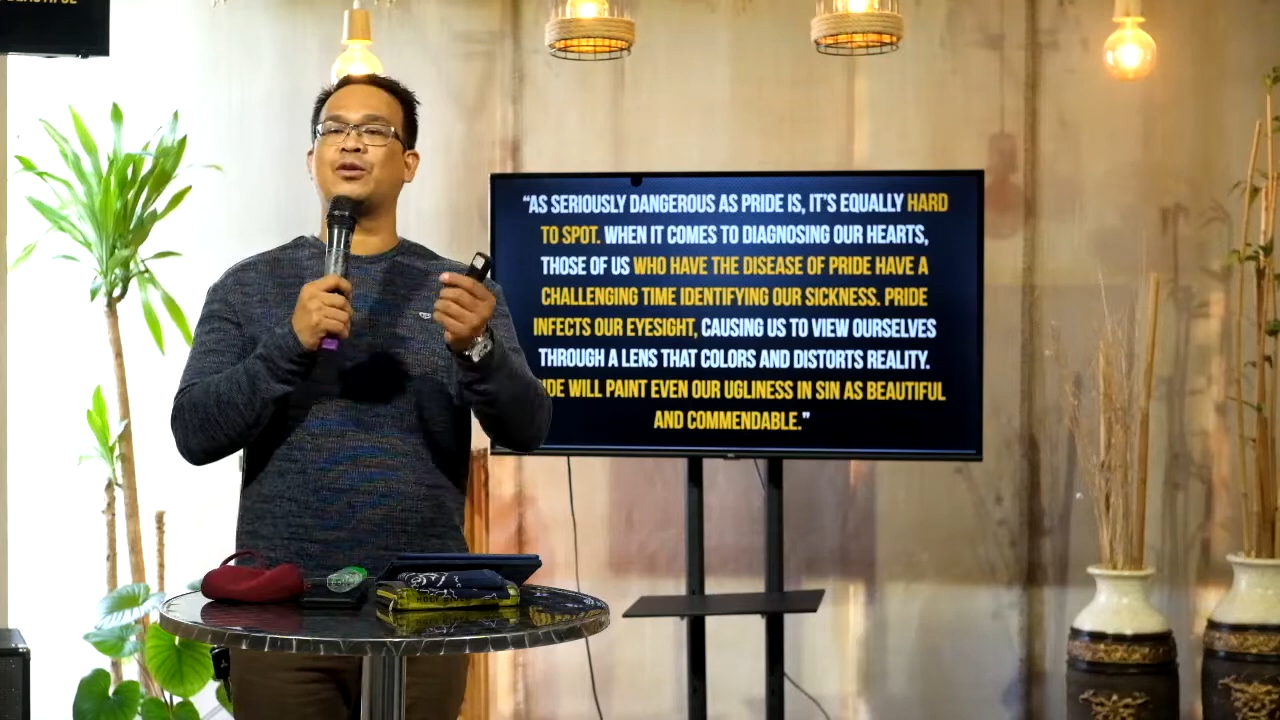 “AS SERIOUSLY DANGEROUS AS PRIDE IS, IT’S EQUALLY HARD
TO SPOT. WHEN IT COMES TO DIAGNOSING OUR HEARTS,
THOSE OF US WHO HAVE THE DISEASE OF PRIDE HAVE A
CHALLENGING TIME IDENTIFYING OUR SICKNESS. PRIDE
INFECTS OUR EYESIGHT, CAUSING US TO VIEW OURSELVES
THROUGH A LENS THAT COLORS AND DISTORTS REALITY.
WILL PAINT EVEN OUR UGLINESS IN SIN AS BEAUTIFUL
AND COMMENDABLE.”